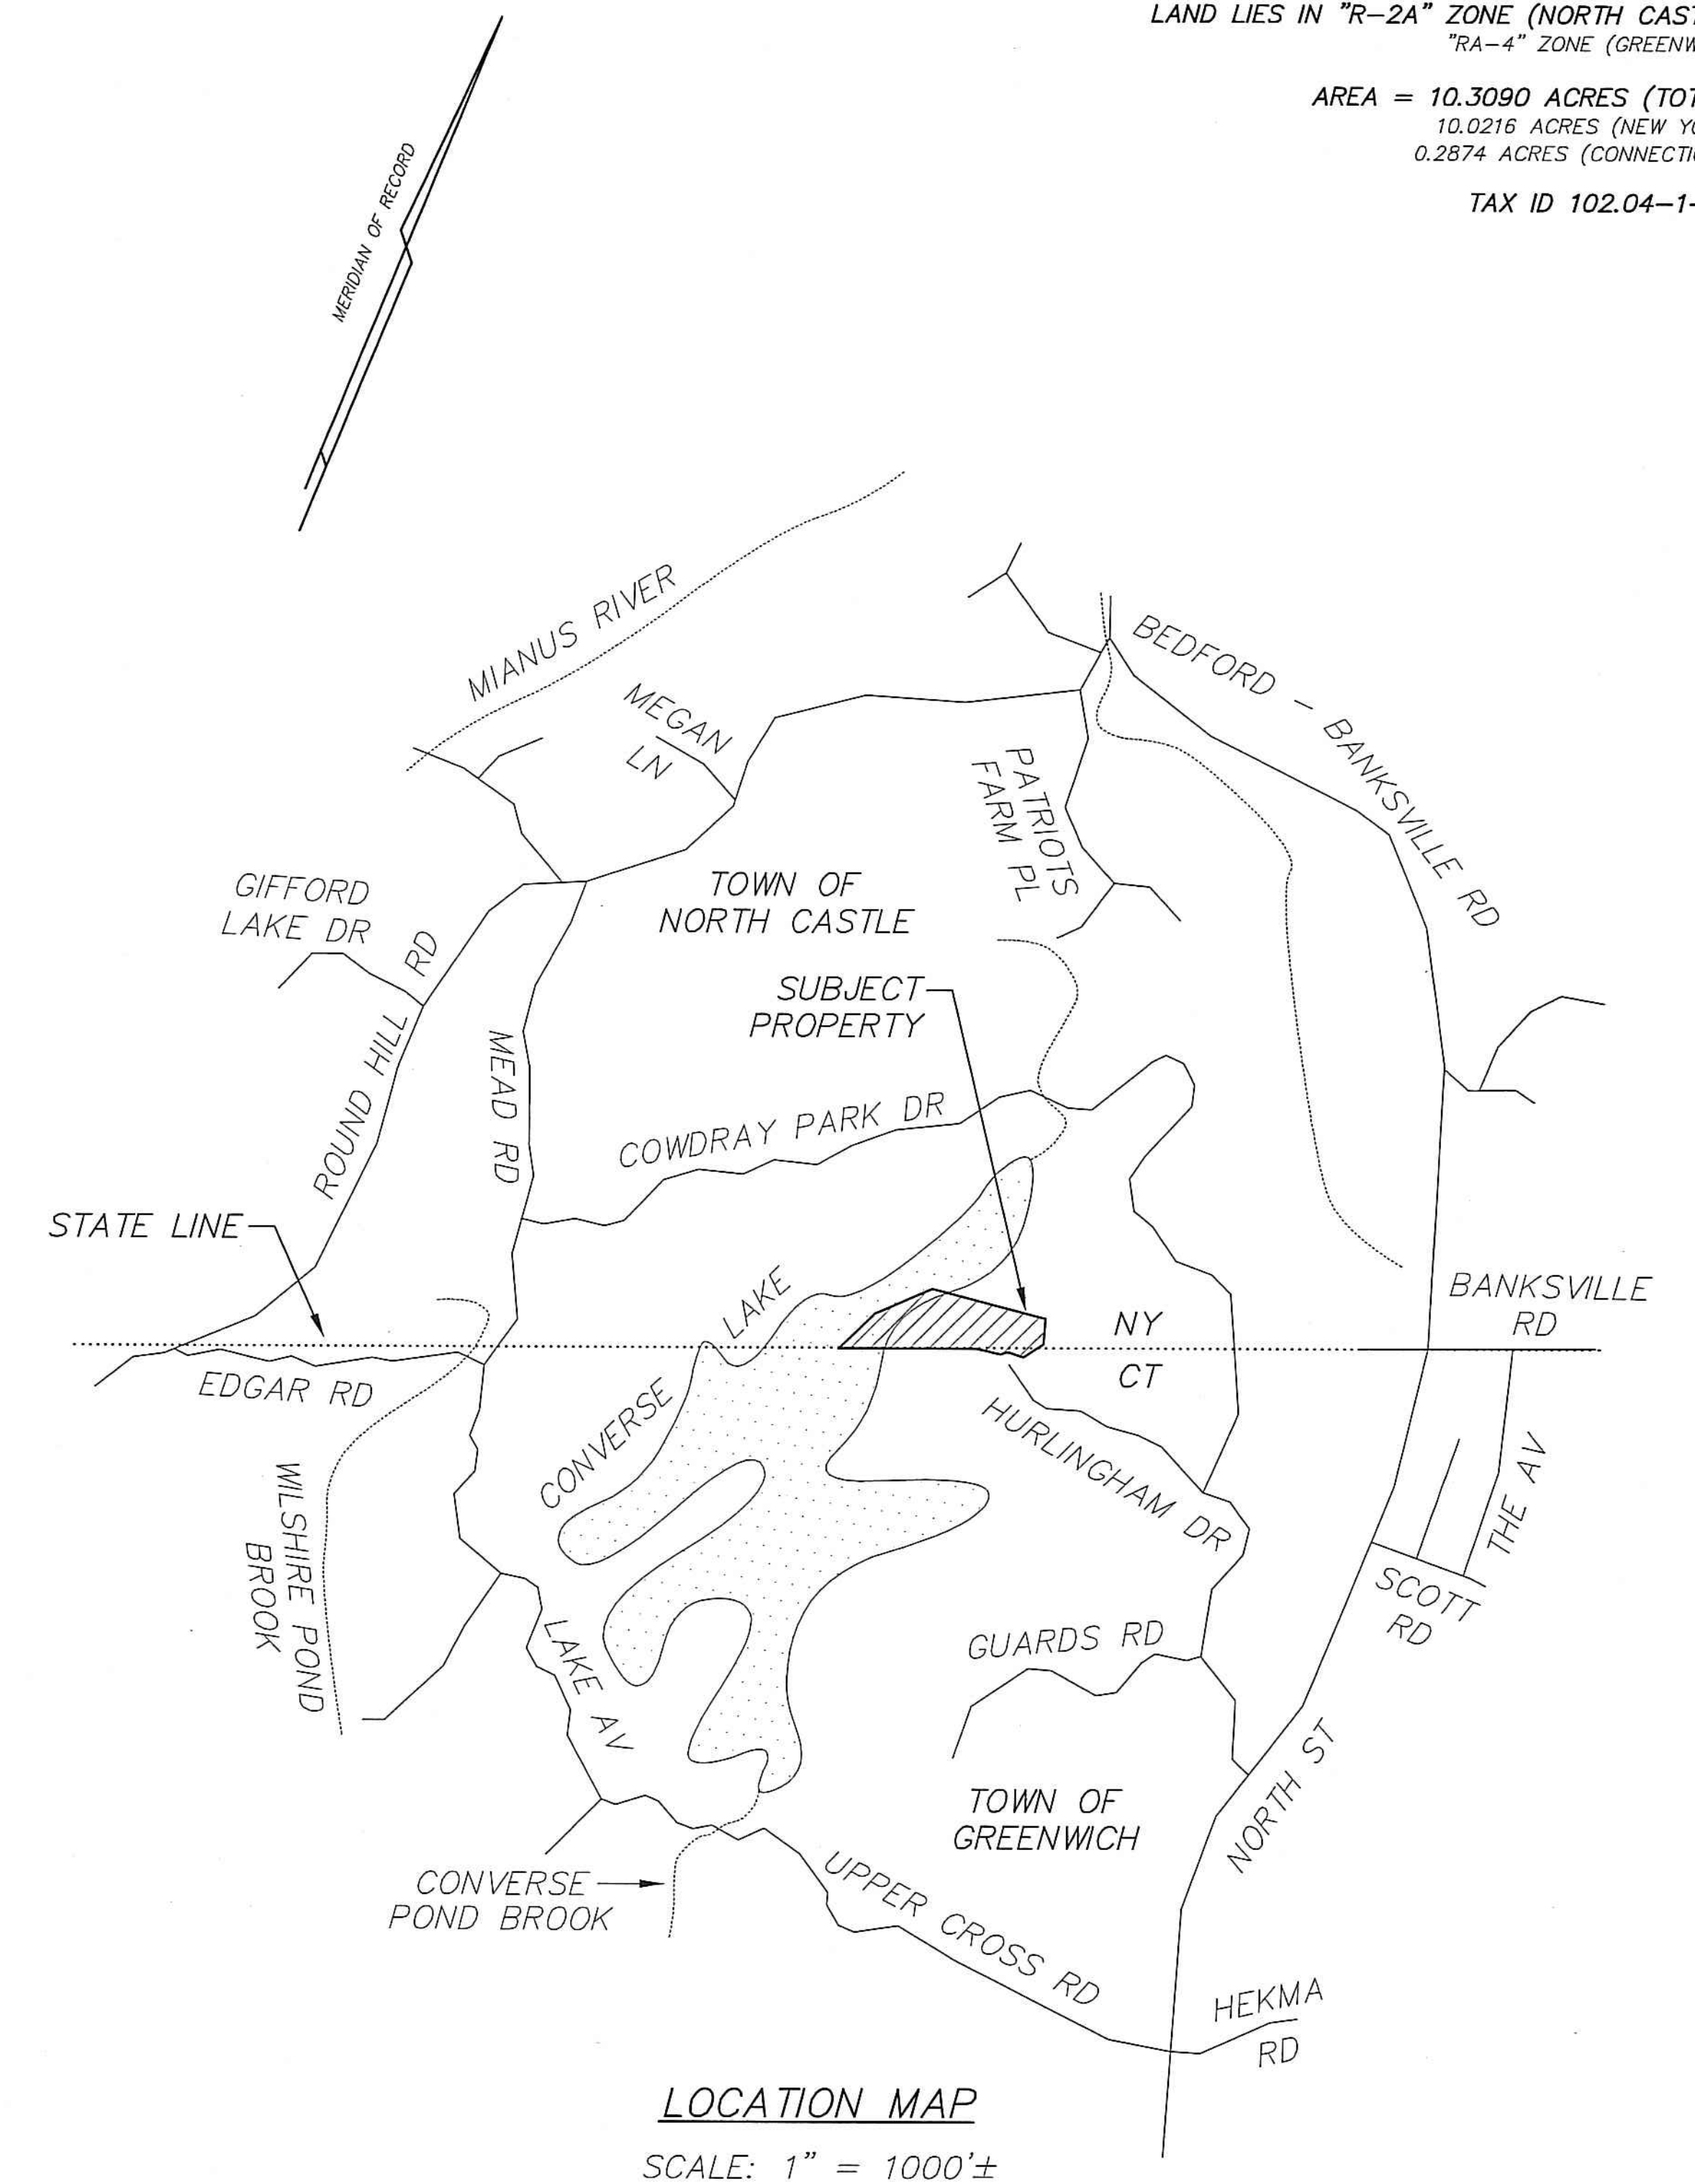 LAND LIES IN "R-2A" ZONE (NORTH
"RA-4" ZONE
AREA = 10.3090 ACRES
10.0216 ACRES (NEW
0.2874 ACRES
TAX ID 102.04-1-
MERIDIAN OF RECORD
MIANUS RIVER
BEDFORD - BANKSVILLE RD
MEGAN
LN
PATRIOTS
FARM PL
GIFFORD
LAKE DR
TOWN OF
NORTH CASTLE
ROUND HILL RD
SUBJECT
PROPERTY
MEAD RD
COWDRAY PARK DR
STATE LINE
BANKSVILLE
RD
CONVERSE LAKE
NY
CT
EDGAR RD
HURLINGHAM DR
WILSHIRE POND
BROOK
THE AV
SCOTT
RD
LAKE AV
GUARDS RD
NORTH ST
TOWN OF
GREENWICH
CONVERSE
POND BROOK
UPPER CROSS RD
HEKMA
RD
LOCATION MAP
SCALE: 1" = 1000'±